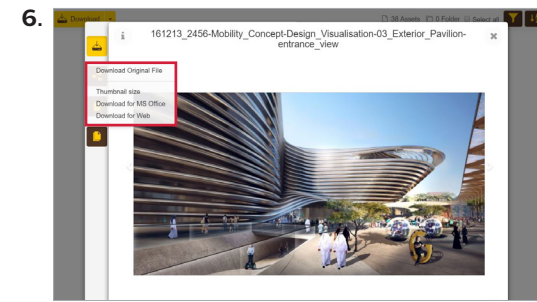 6.
Download
38 Assets 0 Folder Select all
i 161213_2456-Mobility_Concept-Design_Visualisation-03_Exterior_Pavilion-
entrance_view
Download Original File
Thumbnail size
Download for MS Office
Download for Web